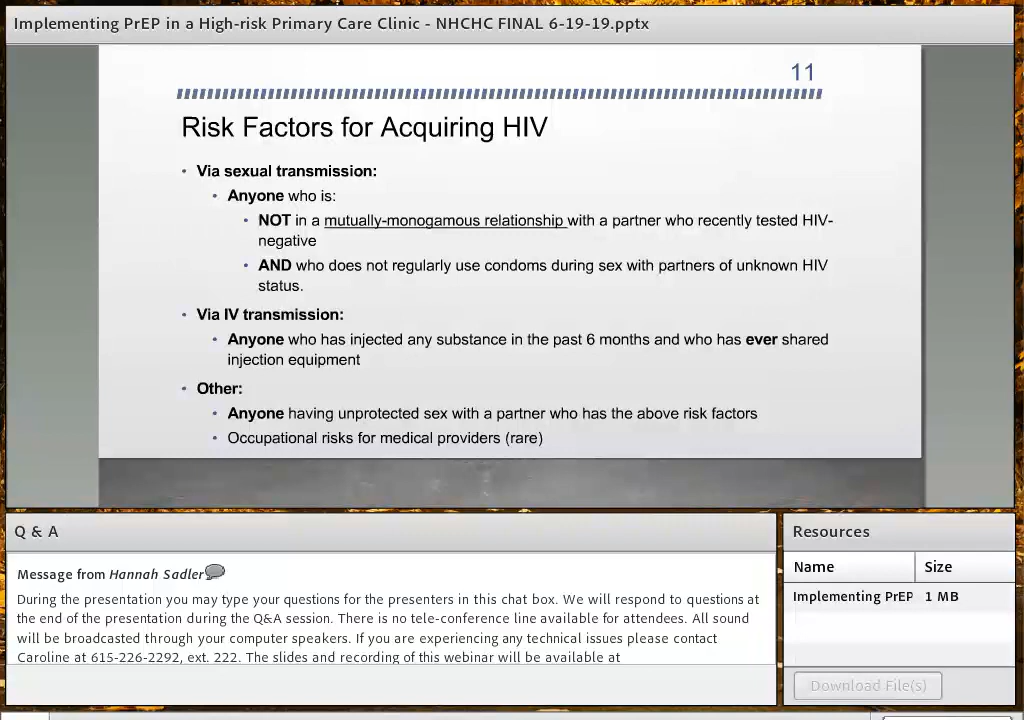 Implementing PrEP in a High-risk Primary Care Clinic - NHCHC FINAL 6-19-19.pptx
11
Risk Factors for Acquiring HIV
• Via sexual transmission:
• Anyone who is:
• NOT in a mutually-monogamous relationship with a partner who recently tested HIV-
negative
• AND who does not regularly use condoms during sex with partners of unknown HIV
status.
• Via IV transmission:
• Anyone who has injected any substance in the past 6 months and who has ever shared
injection equipment
• Other:
• Anyone having unprotected sex with a partner who has the above risk factors
• Occupational risks for medical providers (rare)
Q & A
Message from Hannah Sadler
During the presentation you may type your questions for the presenters in this chat box. We will respond to questions at
the end of the presentation during the Q&A session. There is no tele-conference line available for attendees. All sound
will be broadcasted through your computer speakers. If you are experiencing any technical issues please contact
Caroline at 615-226-2292, ext. 222. The slides and recording of this webinar will be available at
Resources
Name Size
Implementing PrEP 1 MB
Download File(s)